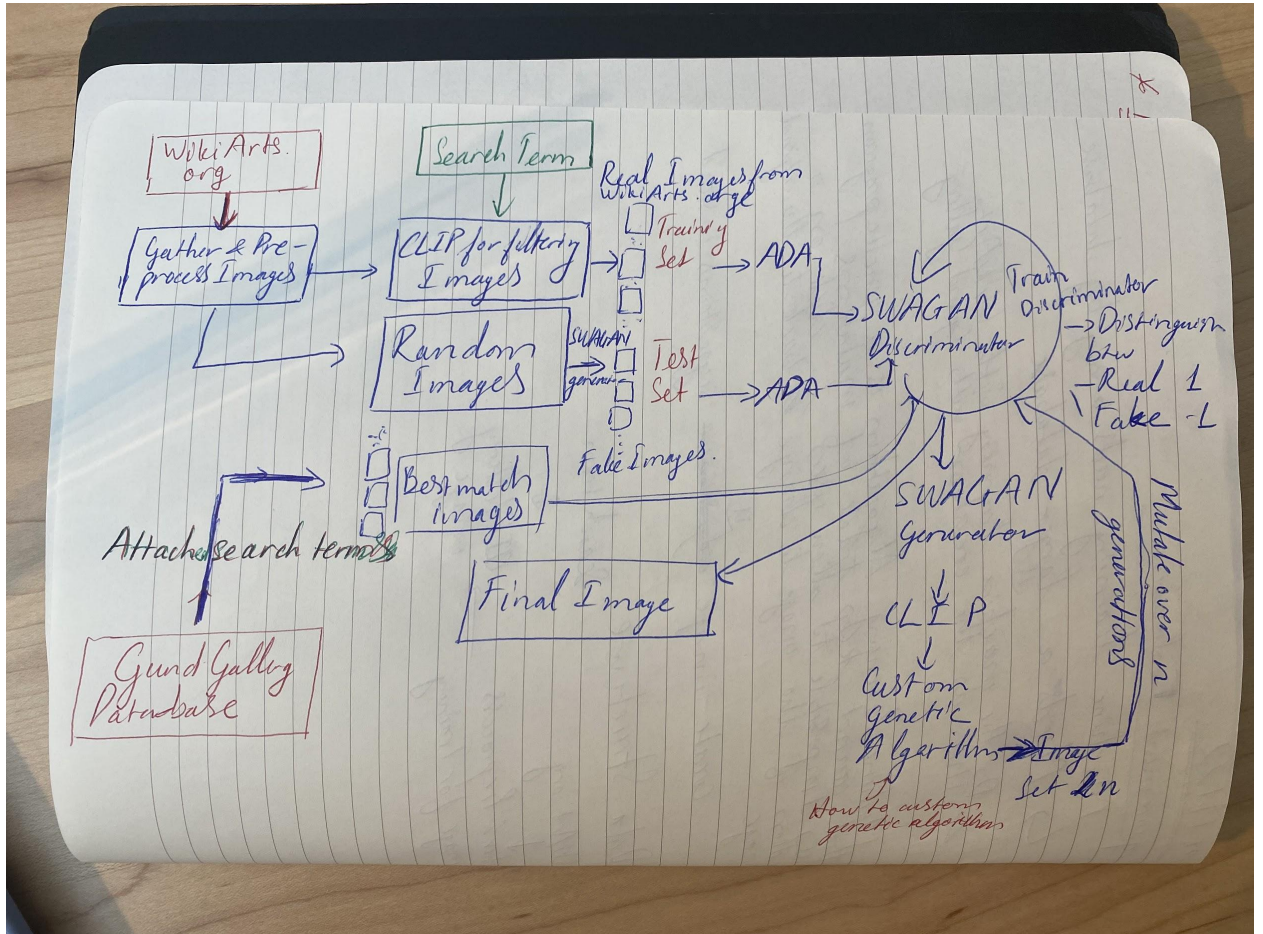 WikiArts.
org
Search Term
Gather & Pre-
process Images
CLIP for filtering
Images
Real Images from
WikiArts.orge
Training
Set
ADA
Random
Images
SWAGAN
Test
Set
ADA
Fake Images.
SWAGAN
Discriminator
Train
Discriminator
Distinguish
btw
- Real 1
Fake -1
Best match
images
Attach search terms
Gund Gallery
Database
Final Image
SWAGAN
generator
CLIP
Custom
genetic
Algorithm
Image
Set n
How to custom
genetic algorithm
Mutate over n
generations